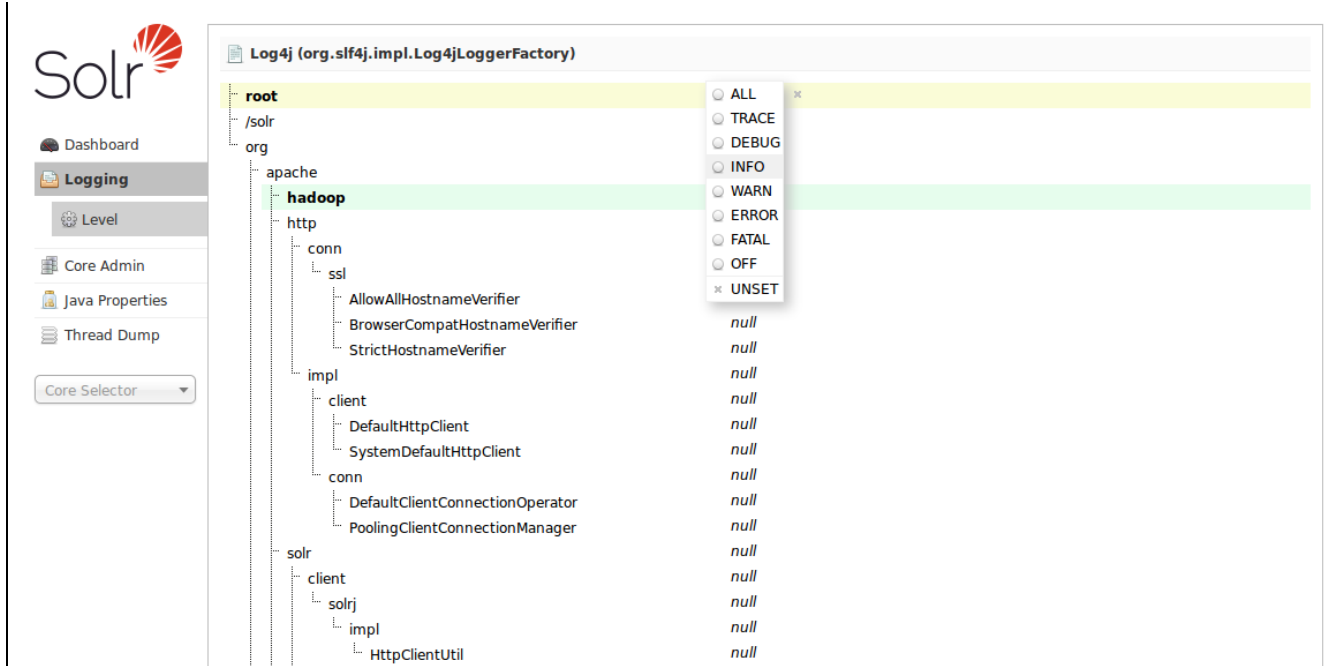 Solr
Dashboard
Logging
Level
Core Admin
Java Properties
Thread Dump
Core Selector
Log4j (org.slf4j.impl.Log4jLoggerFactory)
root
/solr
org
apache
hadoop
http
conn
ssl
AllowAllHostnameVerifier
BrowserCompatHostnameVerifier null
StrictHostnameVerifier null
impl null
client null
DefaultHttpClient null
SystemDefaultHttpClient null
conn null
DefaultClientConnectionOperator null
PoolingClientConnectionManager null
solr null
client null
solrj null
impl null
HttpClientUtil null
ALL
TRACE
DEBUG
INFO
WARN
ERROR
FATAL
OFF
UNSET